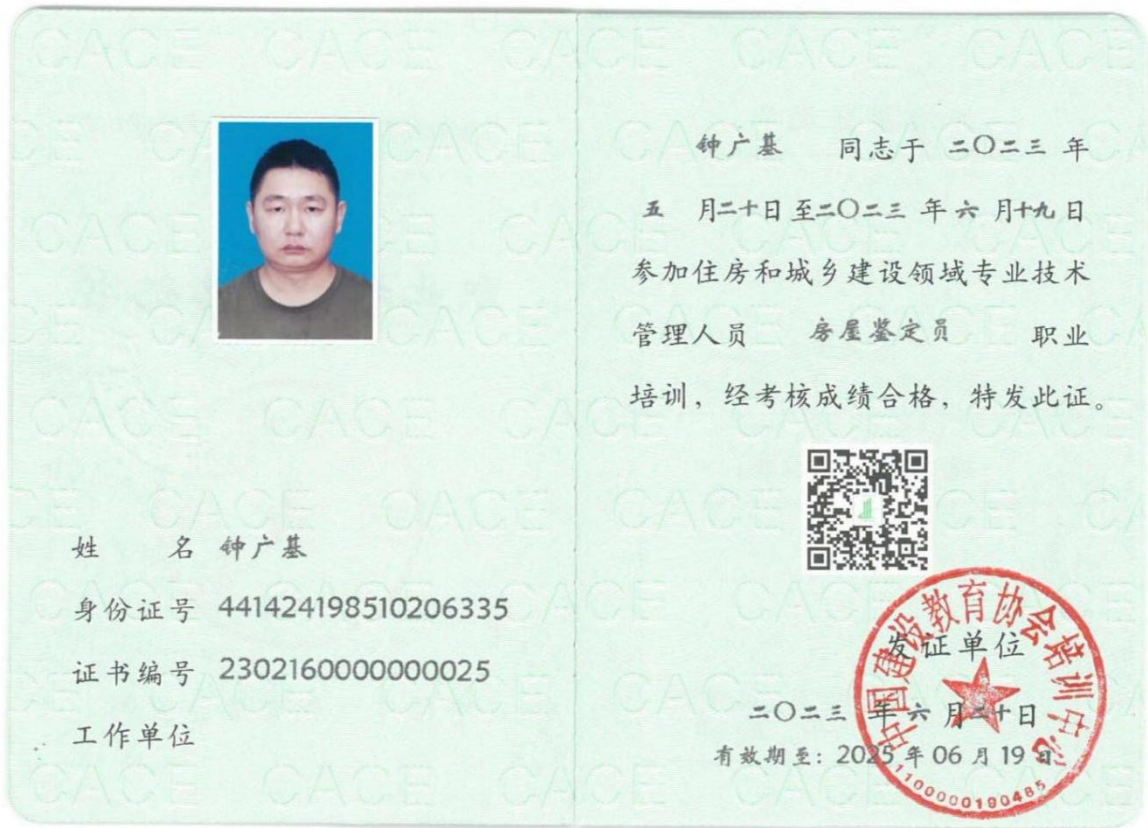 姓 名 钟广基
身份证号 441424198510206335
证书编号 2302160000000025
工作单位
钟广基 同志于 二〇二三 年
五 月二十日至二〇二三 年 六 月十九日
参加住房和城乡建设领域专业技术
管理人员 房屋鉴定员 职业
培训，经考核成绩合格，特发此证。
中国建设教育协会培训中心
发证单位
二〇二三 年 六 月二十日
有效期至：2025 年 06 月 19 日
1100000190485
CACE